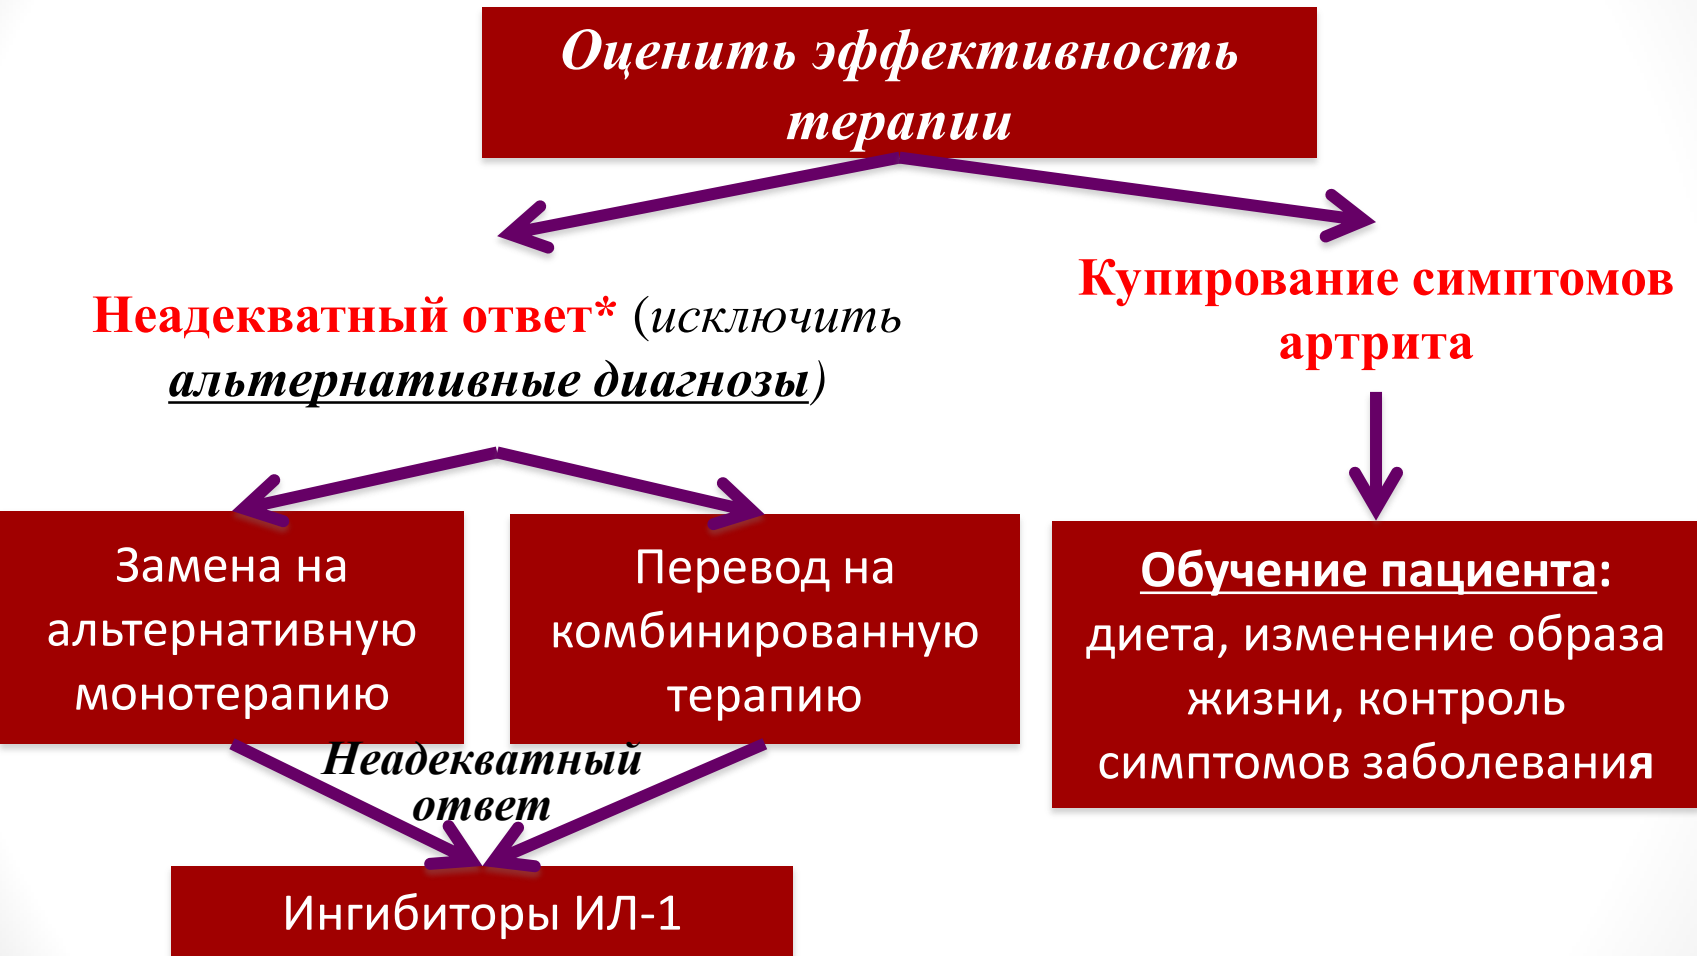 Оценить эффективность
терапии
Неадекватный ответ* (исключить
альтернативные диагнозы)
Купирование симптомов
артрита
Замена на
альтернативную
монотерапию
Перевод на
комбинированную
терапию
Обучение пациента:
диета, изменение образа
жизни, контроль
симптомов заболевания
Неадекватный
ответ
Ингибиторы ИЛ-1